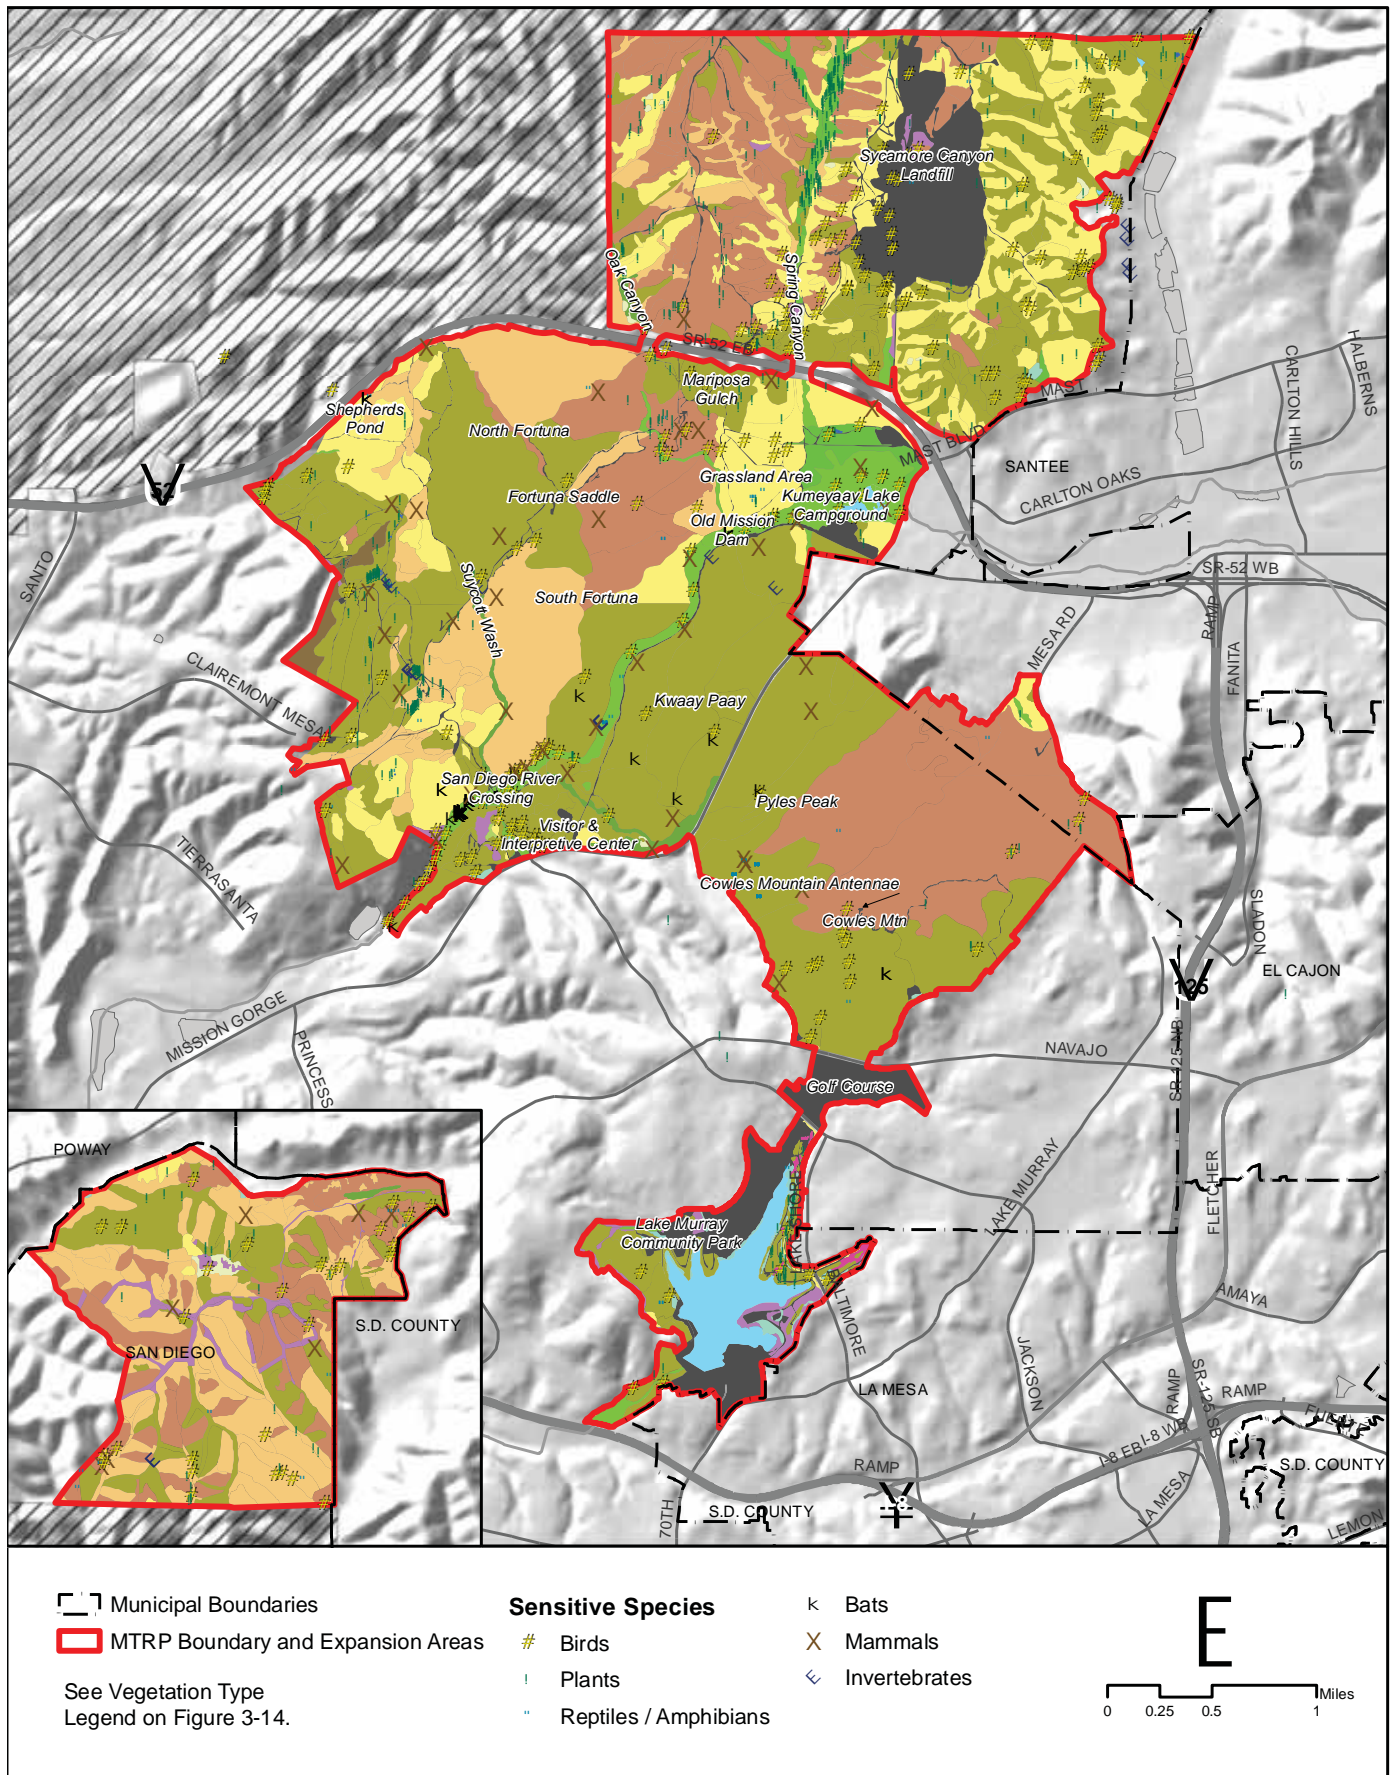 Sycamore Canyon
Landfill
Oak Canyon
Spring Canyon
SR-52 EB
Mariposa
Gulch
Shepherds
Pond
North Fortuna
MAST
MAST BLVD
CARLTON HILLS
HALBERNS
SANTEE
CARLTON OAKS
52
Grassland Area
Fortuna Saddle
Kumeyaay Lake
Campground
Old Mission
Dam
SANTO
Suycott Wash
South Fortuna
SR-52 WB
RAMP
FANITA
MESA RD
CLAIREMONT MESA
Kwaay Paay
San Diego River
Crossing
Pyles Peak
Visitor &
Interpretive Center
TIERRASANTA
Cowles Mountain Antennae
Cowles Mtn
SLADON
EL CAJON
125
MISSION GORGE
PRINCESS
NAVAJO
SR-125 NB
Golf Course
LAKE MURRAY
FLETCHER
LAKESHORE
Lake Murray
Community Park
BALTIMORE
AMAYA
JACKSON
LA MESA
RAMP
SR-125 SB
RAMP
I-8 WB
I-8 EB
RAMP
S.D. COUNTY
LA MESA
LEMON
70TH
S.D. COUNTY
8
POWAY
S.D. COUNTY
SAN DIEGO
Municipal Boundaries
MTRP Boundary and Expansion Areas
See Vegetation Type
Legend on Figure 3-14.
Sensitive Species
# Birds
! Plants
" Reptiles / Amphibians
k Bats
X Mammals
E Invertebrates
E
Miles
0 0.25 0.5 1